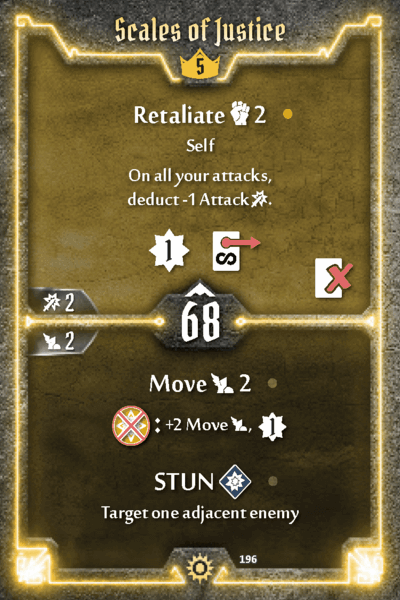 Scales of Justice
5
Retaliate 2
Self
On all your attacks,
deduct -1 Attack.
1
2
68
2
Move 2
: +2 Move, 1
STUN
Target one adjacent enemy
196